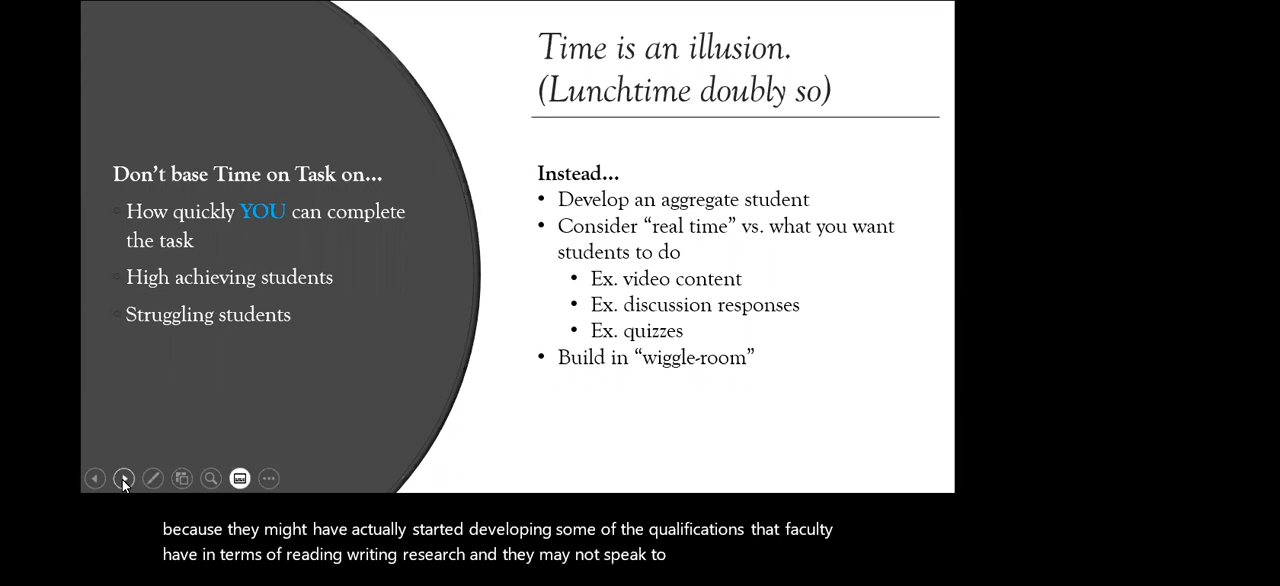 Time is an illusion.
(Lunchtime doubly so)
Don't base Time on Task on...
How quickly YOU can complete
the task
High achieving students
Struggling students
Instead...
• Develop an aggregate student
• Consider “real time” vs. what you want
students to do
• Ex. video content
• Ex. discussion responses
• Ex. quizzes
• Build in “wiggle-room”
because they might have actually started developing some of the qualifications that faculty
have in terms of reading writing research and they may not speak to